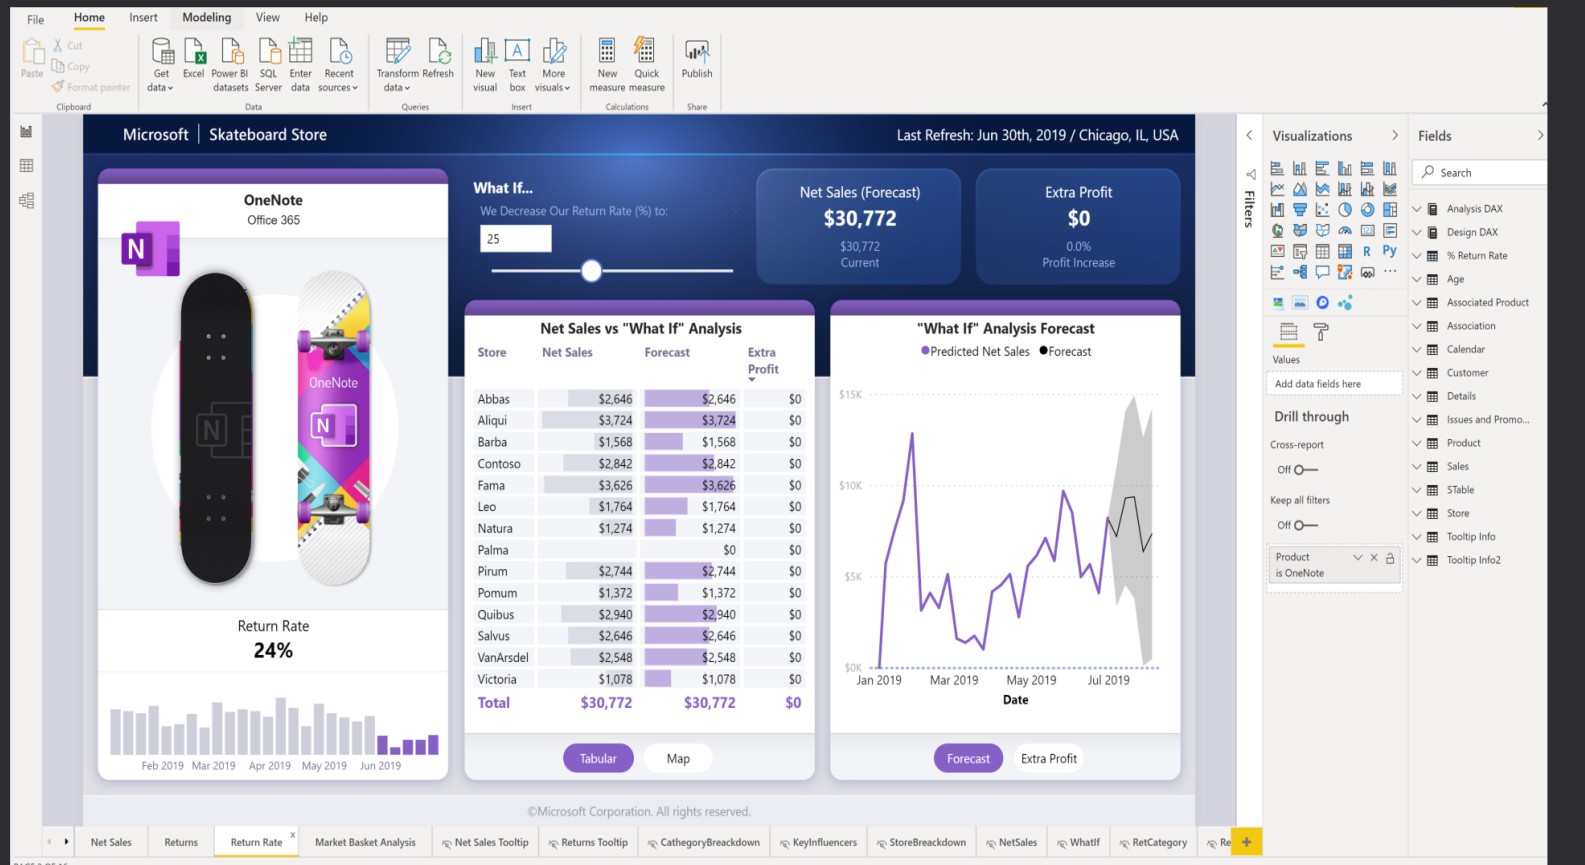 File Home Insert Modeling View Help
Paste
Cut
Copy
Format painter
Clipboard
Get data
Excel
Power BI datasets
SQL Server
Enter data
Recent sources
Data
Transform data
Refresh
Queries
New visual
Text box
More visuals
Insert
New measure
Quick measure
Calculations
Publish
Share
Microsoft | Skateboard Store
Last Refresh: Jun 30th, 2019 / Chicago, IL, USA
OneNote
Office 365
N
OneNote
N
N
Return Rate
24%
Feb 2019 Mar 2019 Apr 2019 May 2019 Jun 2019
What If...
We Decrease Our Return Rate (%) to:
25
Net Sales (Forecast)
$30,772
$30,772
Current
Extra Profit
$0
0.0%
Profit Increase
Net Sales vs "What If" Analysis
Store Net Sales Forecast Extra Profit
Abbas $2,646 $2,646 $0
Aliqui $3,724 $3,724 $0
Barba $1,568 $1,568 $0
Contoso $2,842 $2,842 $0
Fama $3,626 $3,626 $0
Leo $1,764 $1,764 $0
Natura $1,274 $1,274 $0
Palma $0 $0
Pirum $2,744 $2,744 $0
Pomum $1,372 $1,372 $0
Quibus $2,940 $2,940 $0
Salvus $2,646 $2,646 $0
VanArsdel $2,548 $2,548 $0
Victoria $1,078 $1,078 $0
Total $30,772 $30,772 $0
Tabular Map
"What If" Analysis Forecast
Predicted Net Sales Forecast
$15K
$10K
$5K
$0K
Jan 2019 Mar 2019 May 2019 Jul 2019
Date
Forecast Extra Profit
©Microsoft Corporation. All rights reserved.
Filters
Visualizations
R Py
Values
Add data fields here
Drill through
Cross-report
Off
Keep all filters
Off
Product
is OneNote
Fields
Search
Analysis DAX
Design DAX
% Return Rate
Age
Associated Product
Association
Calendar
Customer
Details
Issues and Promo...
Product
Sales
STable
Store
Tooltip Info
Tooltip Info2
Net Sales Returns Return Rate x Market Basket Analysis Net Sales Tooltip Returns Tooltip CathegoryBreakdown KeyInfluencers StoreBreakdown NetSales WhatIf RetCategory Re +